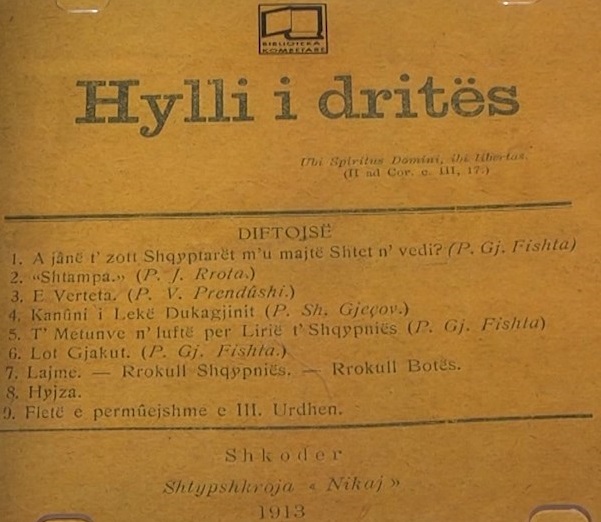 BIBLIOTEKA
KOMBETARE
Hylli i dritës
Ubi Spiritus Domini, ibi libertas.
(II ad Cor. c. III, 17.)
DIFTOJSË
1. A jânë t' zott Shqyptarët m'u majtë Shtet n' vedi? (P. Gj. Fishta)
2. «Shtampa.» (P. J. Rrota.)
3. E Verteta. (P. V. Prendûshi.)
4. Kanûni i Lekë Dukagjinit (P. Sh. Gjeçov.)
5. T' Metunve n' luftë per Lirië t' Shqypniës (P. Gj. Fishta)
6. Lot Gjakut. (P. Gj. Fishta.)
7. Lajme. — Rrokull Shqypniës. — Rrokull Botës.
8. Hyjza.
9. Fletë e permûejshme e III. Urdhen.
Shkoder
Shtypshkroja « Nikaj »
1913